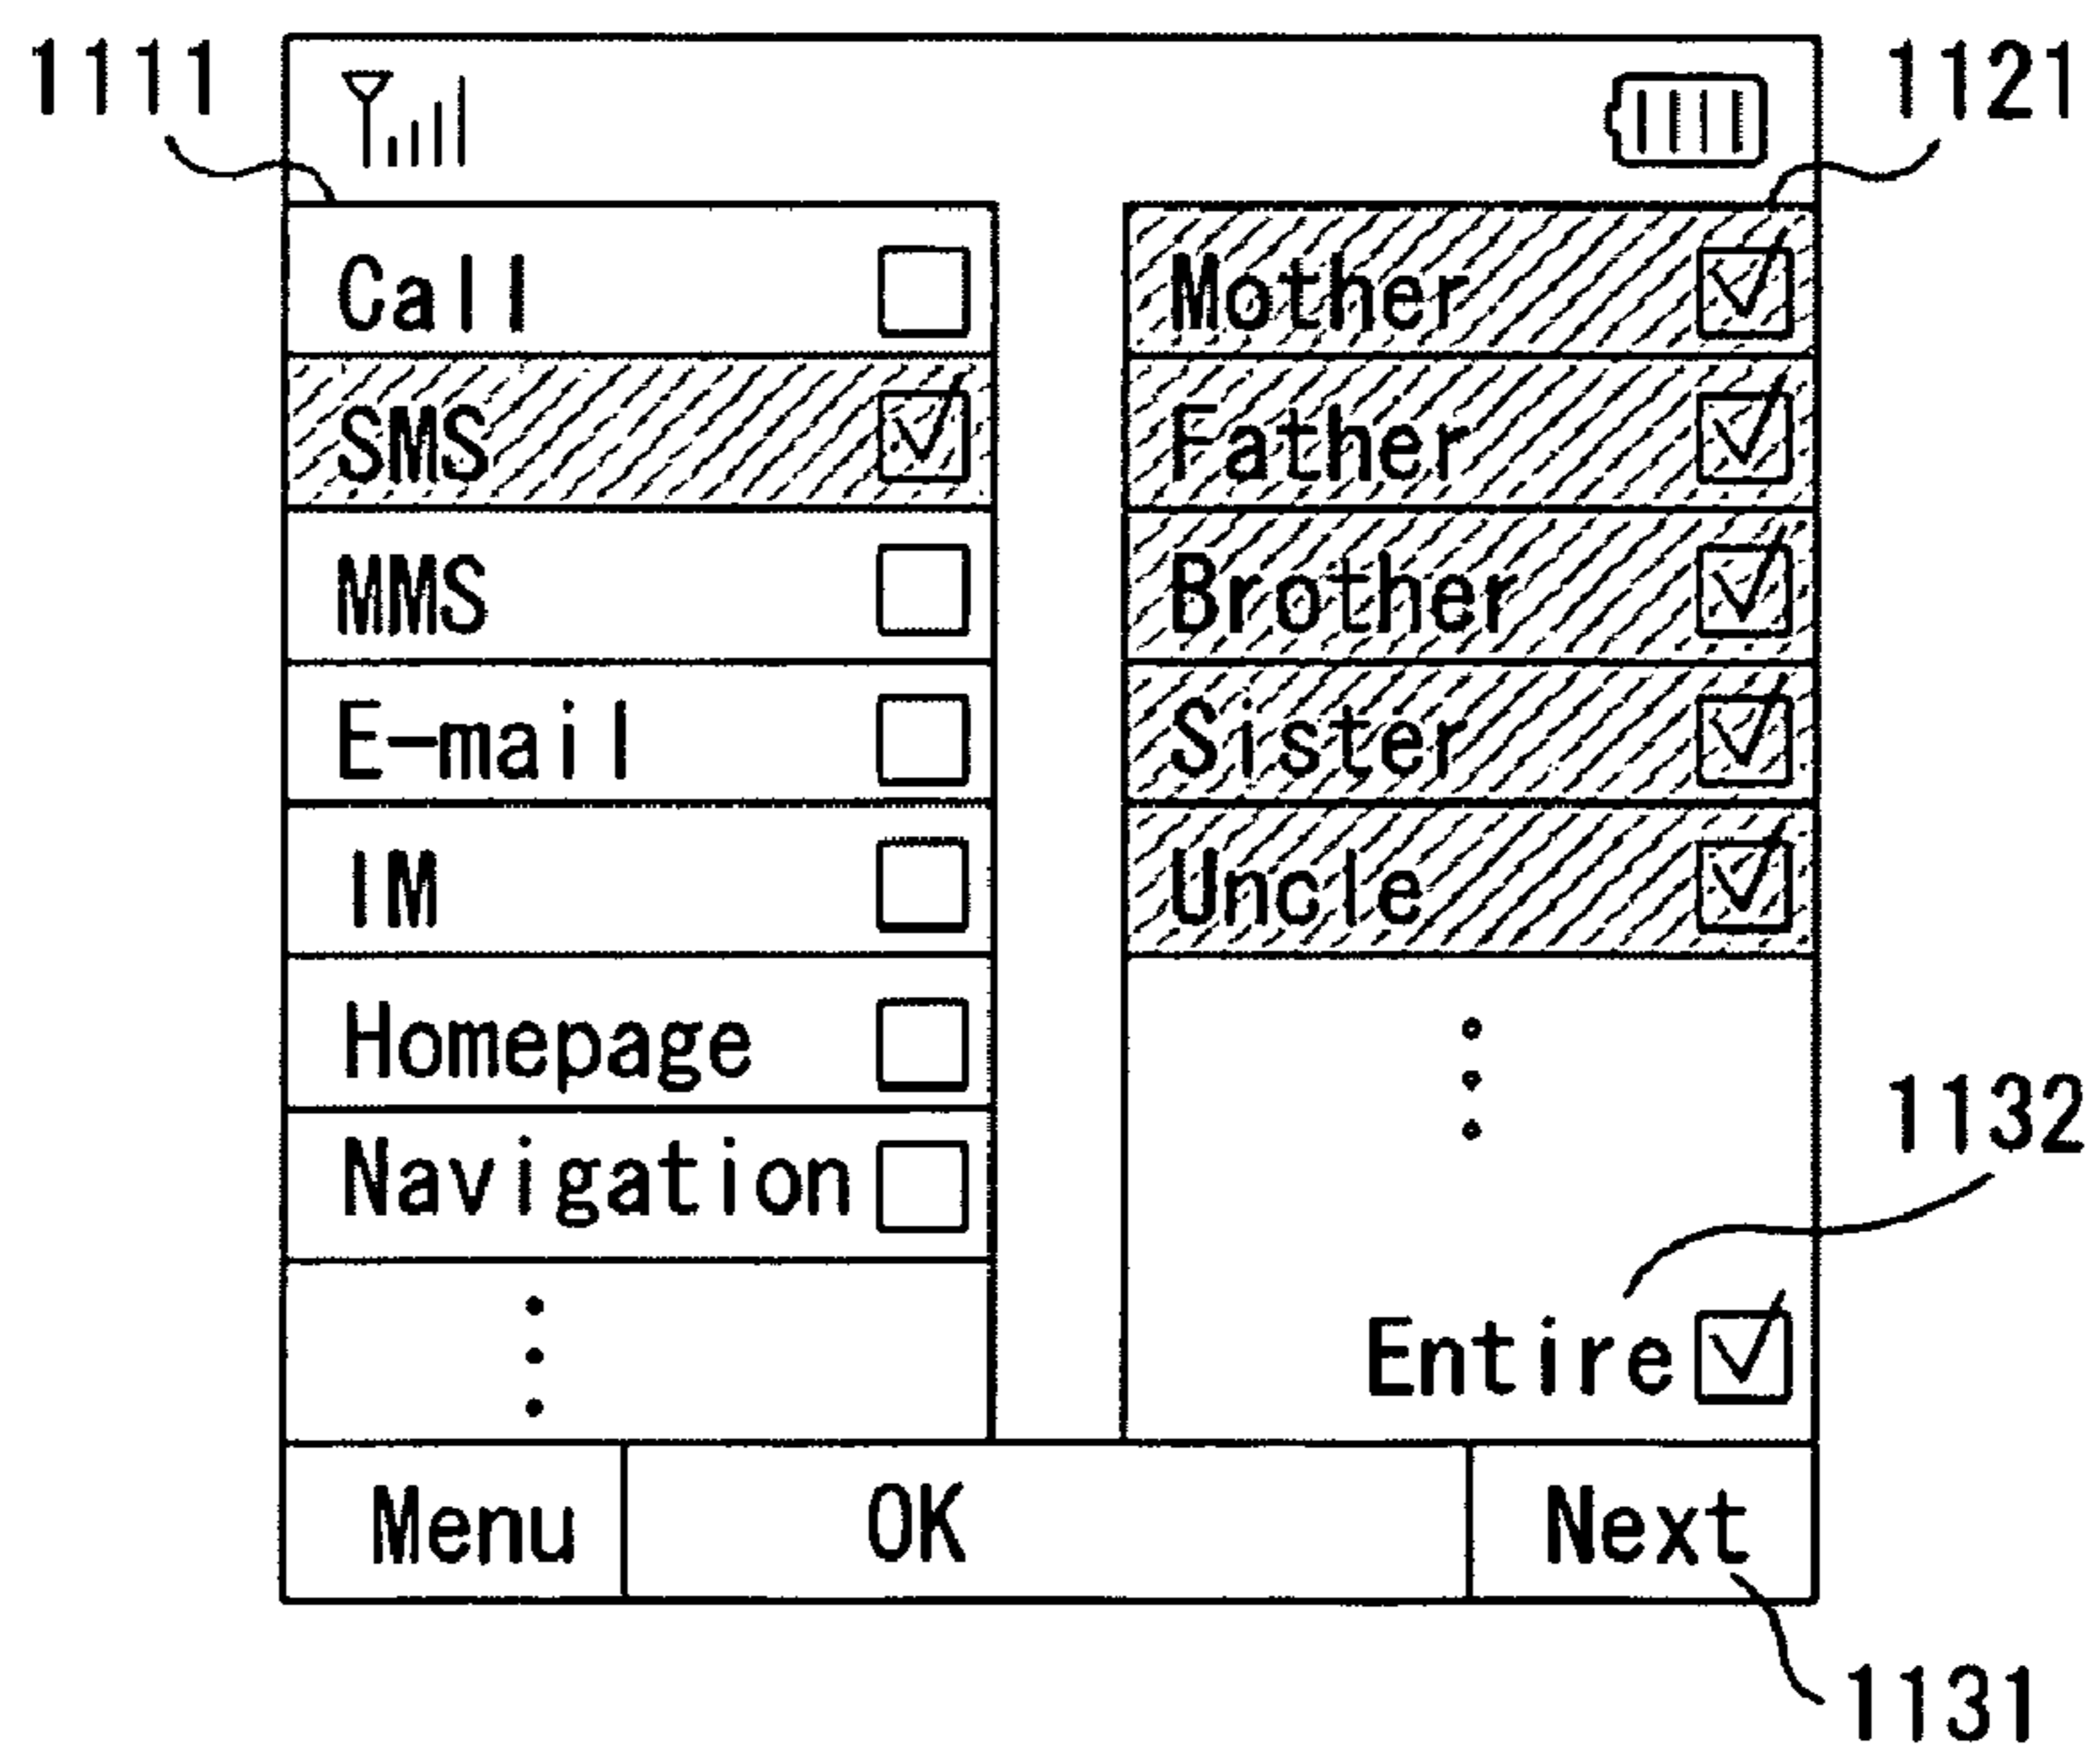 1111
1121
Call
SMS
MMS
E-mail
IM
Homepage
Navigation
Mother
Father
Brother
Sister
Uncle
1132
Entire
Menu OK Next
1131